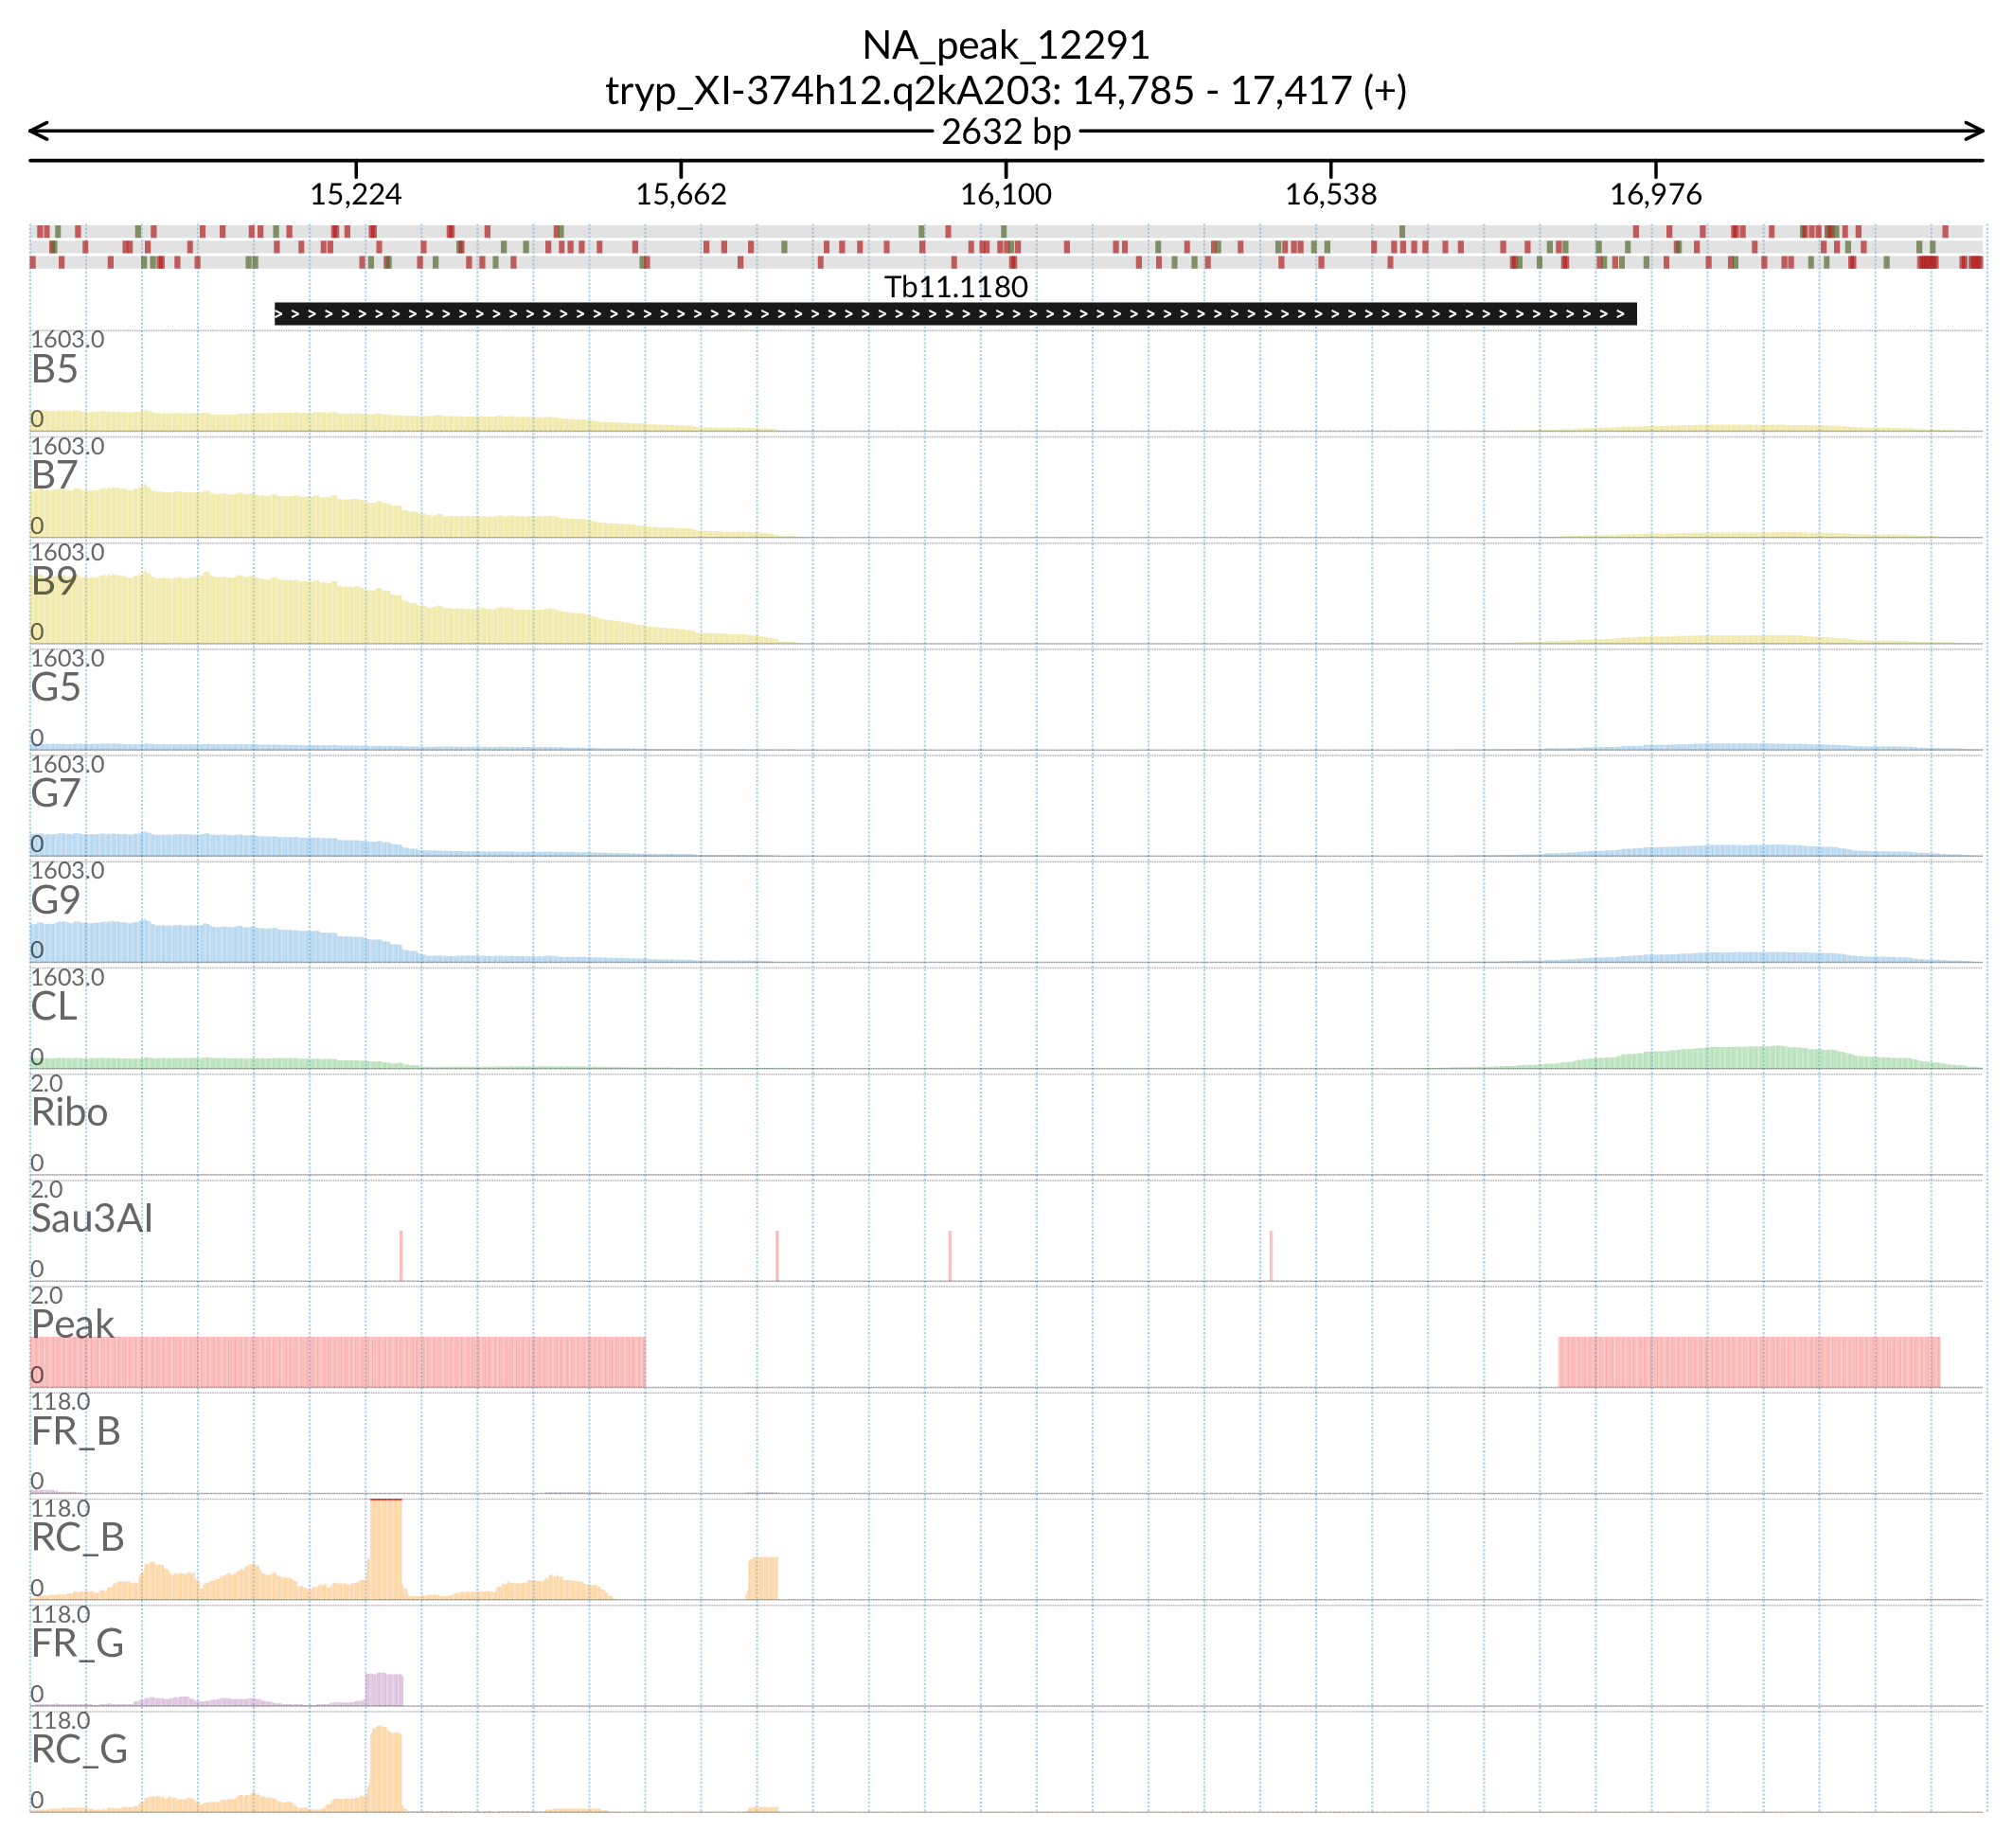 NA_peak_12291
tryp_XI-374h12.q2kA203: 14,785 - 17,417 (+)
2632 bp
15,224 15,662 16,100 16,538 16,976
Tb11.1180
1603.0
B5
0
1603.0
B7
0
1603.0
B9
0
1603.0
G5
0
1603.0
G7
0
1603.0
G9
0
1603.0
CL
0
2.0
Ribo
0
2.0
Sau3AI
0
2.0
Peak
0
118.0
FR_B
0
118.0
RC_B
0
118.0
FR_G
0
118.0
RC_G
0